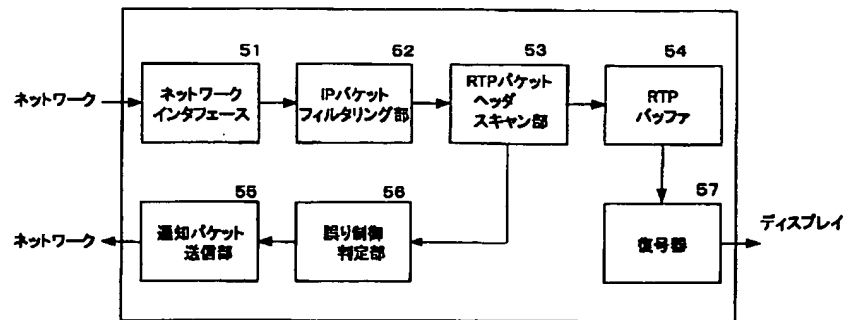 51
52
53
54
ネットワーク
ネットワーク
インタフェース
IPパケット
フィルタリング部
RTPパケット
ヘッダ
スキャン部
RTP
バッファ
55
56
57
ネットワーク
通知パケット
送信部
誤り制御
判定部
復号器
ディスプレイ